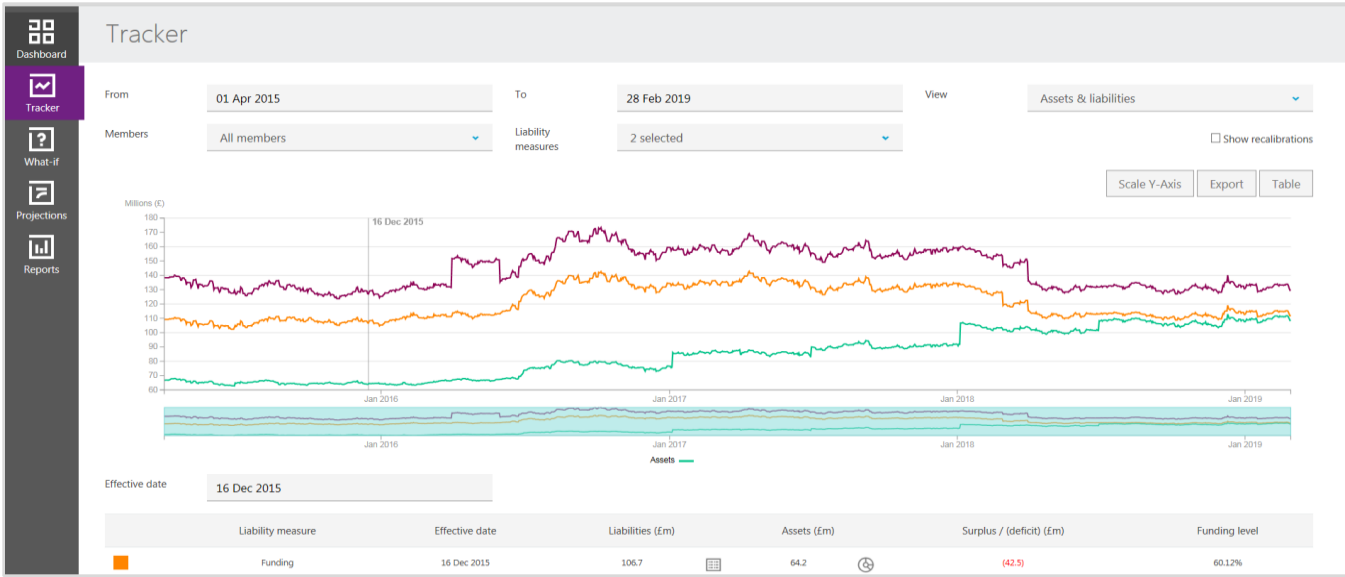 Dashboard
Tracker
What-if
Projections
Reports
Tracker
From 01 Apr 2015 To 28 Feb 2019 View Assets & liabilities
Members All members Liability measures 2 selected Show recalibrations
Scale Y-Axis Export Table
Millions (£)
180
170
160
150
140
130
120
110
100
90
80
70
60
16 Dec 2015
Jan 2016 Jan 2017 Jan 2018 Jan 2019
Jan 2016 Jan 2017 Jan 2018 Jan 2019
Assets
Effective date 16 Dec 2015
Liability measure Effective date Liabilities (£m) Assets (£m) Surplus / (deficit) (£m) Funding level
Funding 16 Dec 2015 106.7 64.2 (42.5) 60.12%